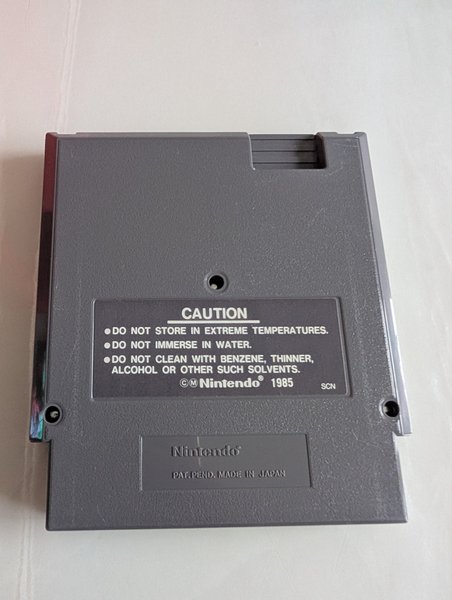 CAUTION
●DO NOT STORE IN EXTREME TEMPERATURES.
●DO NOT IMMERSE IN WATER.
●DO NOT CLEAN WITH BENZENE, THINNER,
ALCOHOL OR OTHER SUCH SOLVENTS.
©Ⓜ Nintendo® 1985 SCN
Nintendo®
PAT. PEND. MADE IN JAPAN